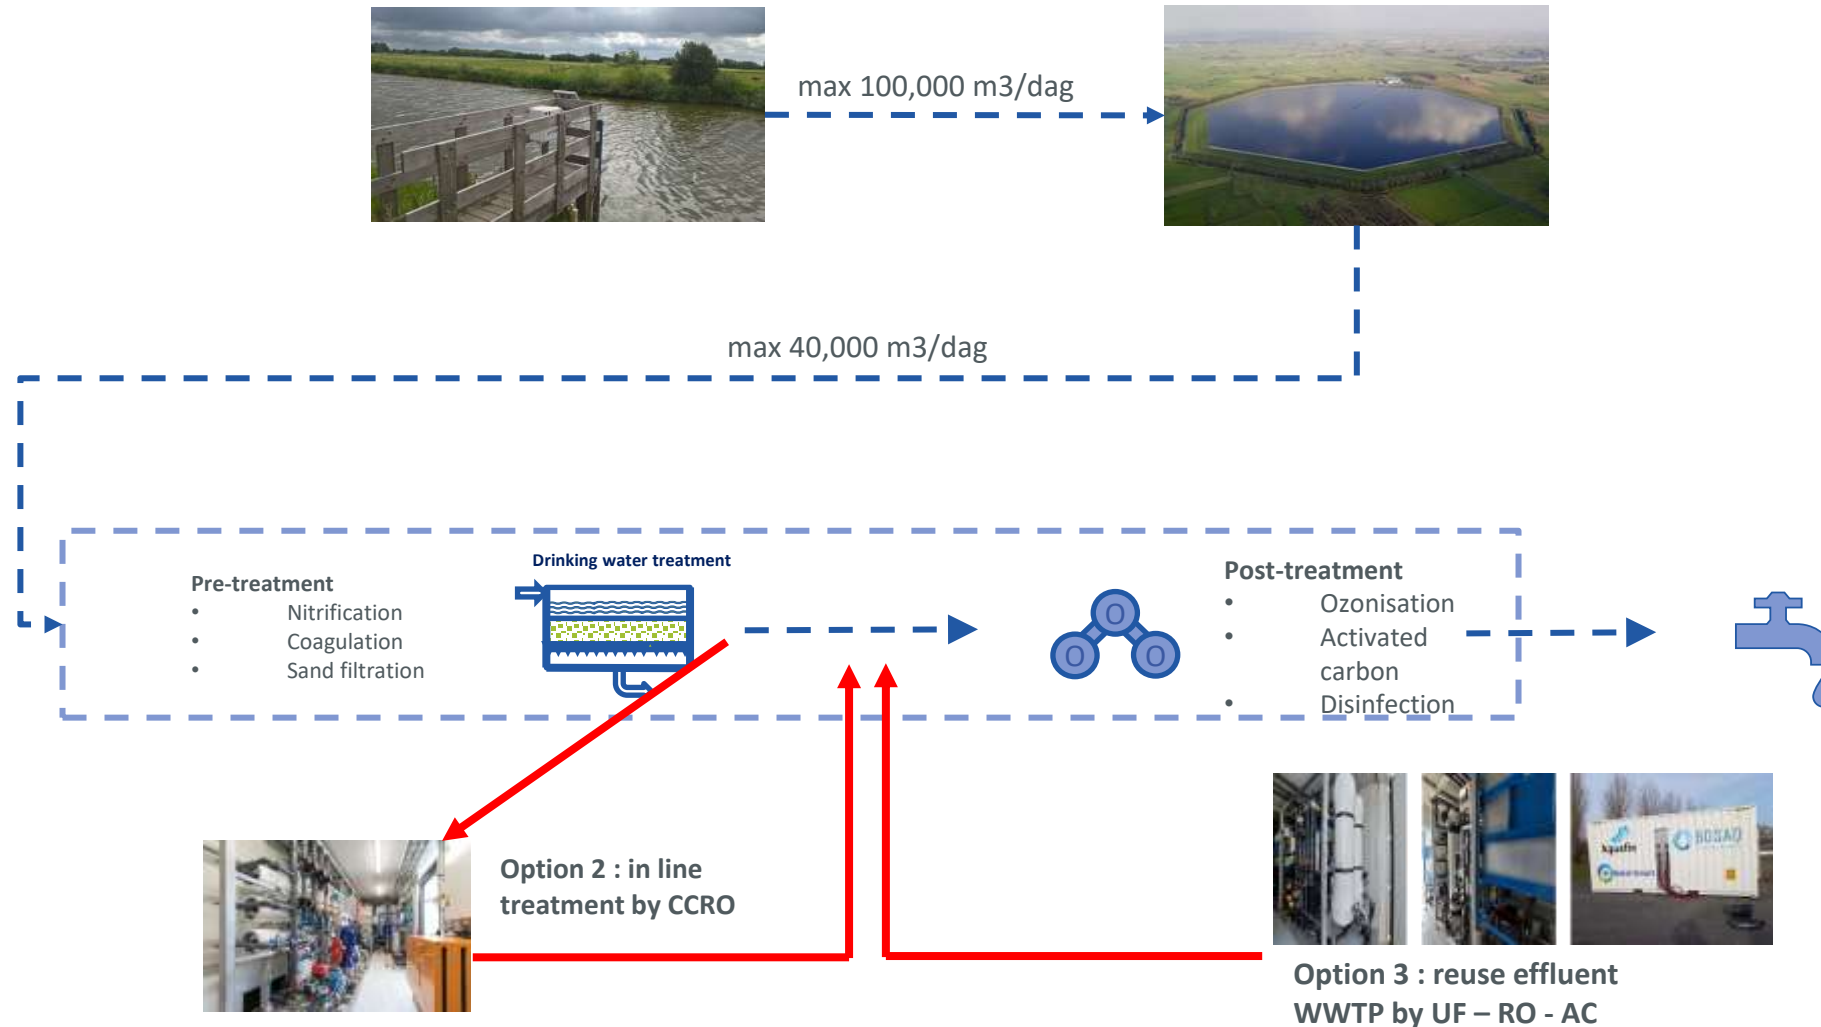 max 100,000 m3/dag
max 40,000 m3/dag
Drinking water treatment
Pre-treatment
• Nitrification
• Coagulation
• Sand filtration
O
O
O
Post-treatment
• Ozonisation
• Activated
carbon
• Disinfection
Option 2 : in line
treatment by CCRO
Aquafin
BOSAQ
Option 3 : reuse effluent
WWTP by UF – RO - AC